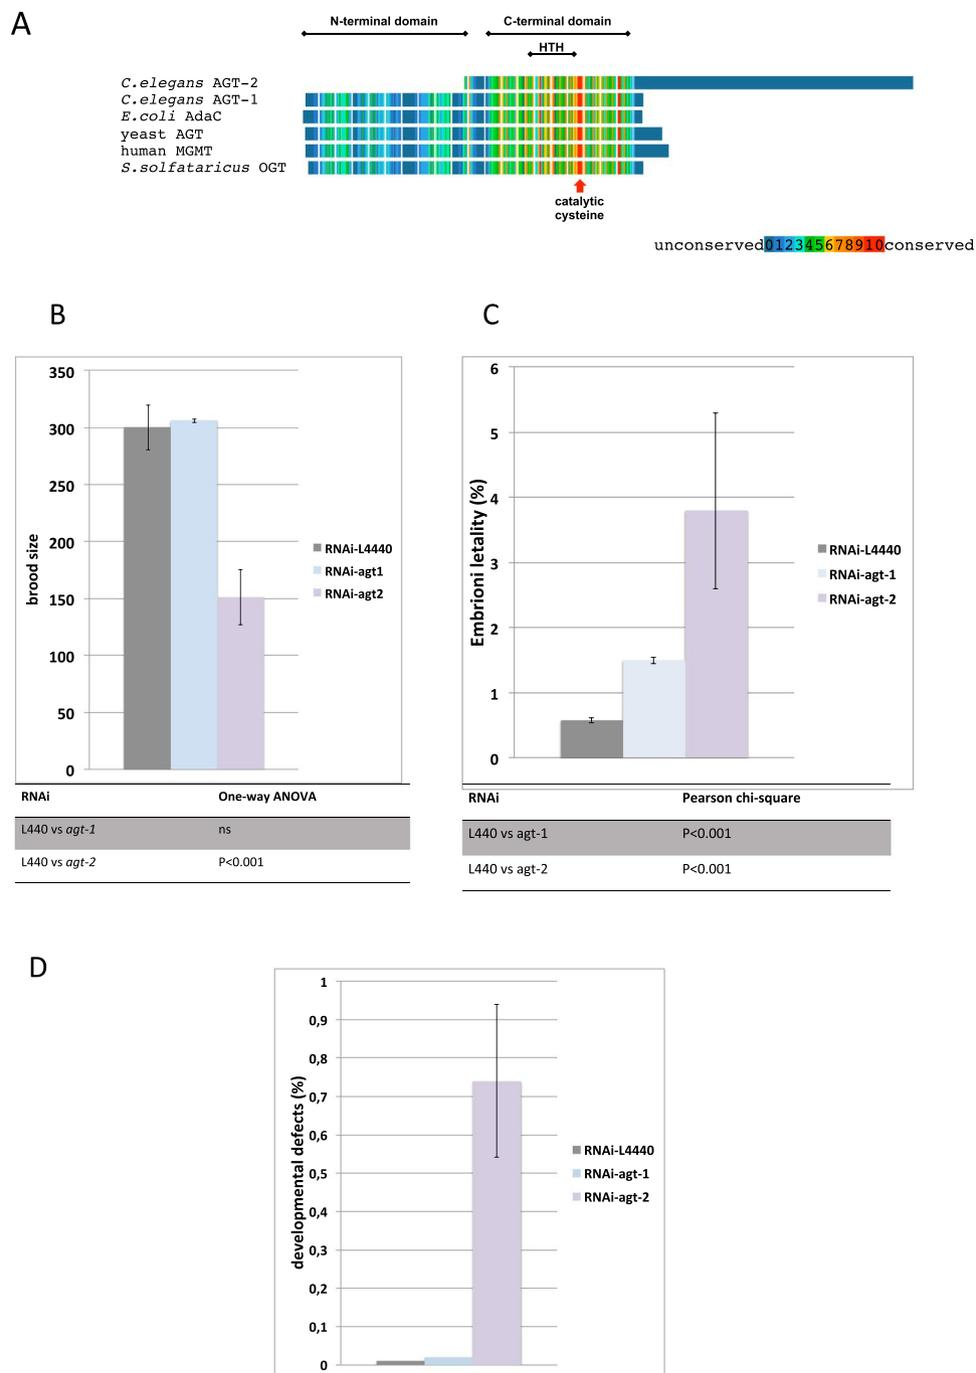 A
N-terminal domain
C-terminal domain
HTH
C.elegans AGT-2
C.elegans AGT-1
E.coli AdaC
yeast AGT
human MGMT
S.solfataricus OGT
catalytic
cysteine
unconserved012345678910conserved
B
350
300
250
200
150
100
50
0
brood size
RNAi-L4440
RNAi-agt1
RNAi-agt2
RNAi One-way ANOVA
L440 vs agt-1 ns
L440 vs agt-2 P<0.001
C
6
5
4
3
2
1
0
Embrioni letality (%)
RNAi-L4440
RNAi-agt-1
RNAi-agt-2
RNAi Pearson chi-square
L440 vs agt-1 P<0.001
L440 vs agt-2 P<0.001
D
1
0,9
0,8
0,7
0,6
0,5
0,4
0,3
0,2
0,1
0
developmental defects (%)
RNAi-L4440
RNAi-agt-1
RNAi-agt-2